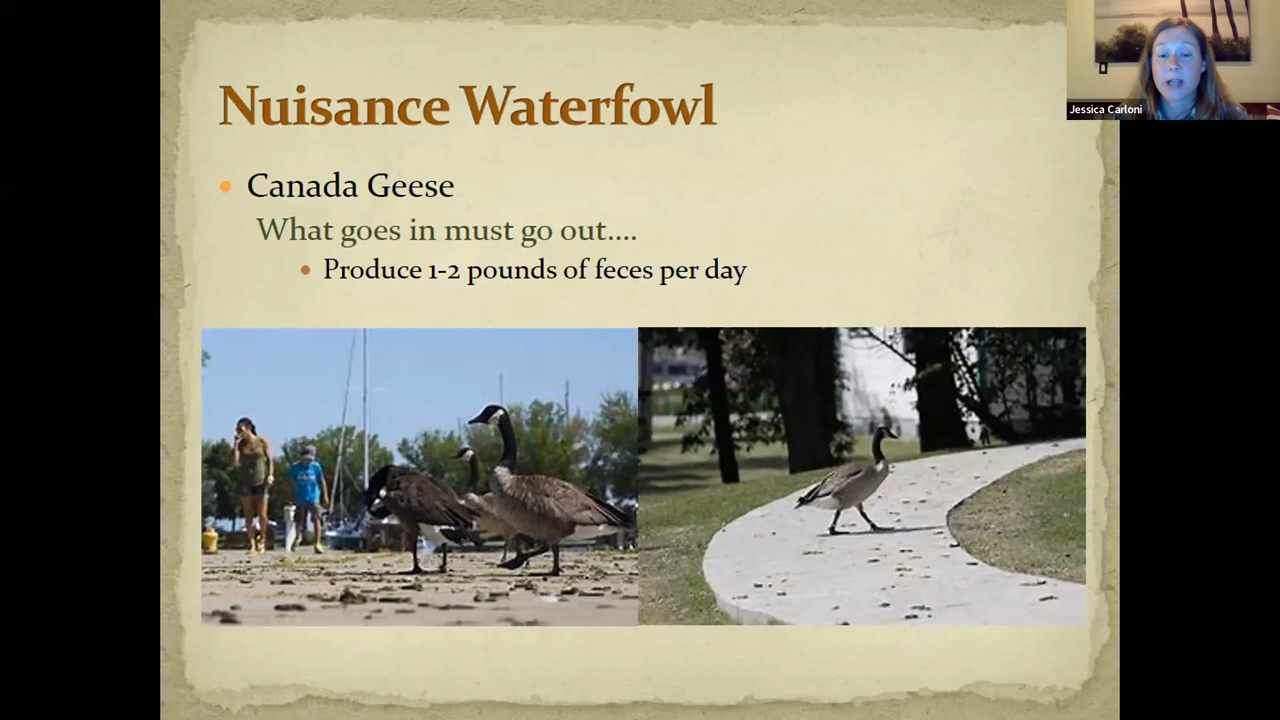 Nuisance Waterfowl
Jessica Carloni
Canada Geese
What goes in must go out....
Produce 1-2 pounds of feces per day